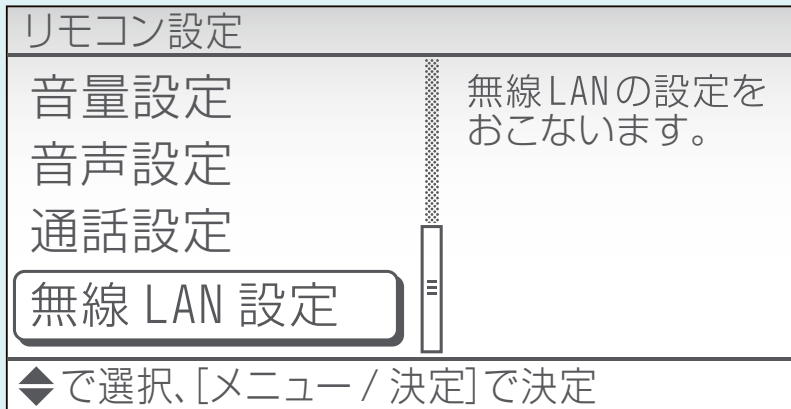 リモコン設定
音量設定
音声設定
通話設定
無線 LAN 設定
無線LANの設定を
おこないます。
◆で選択、[メニュー / 決定]で決定